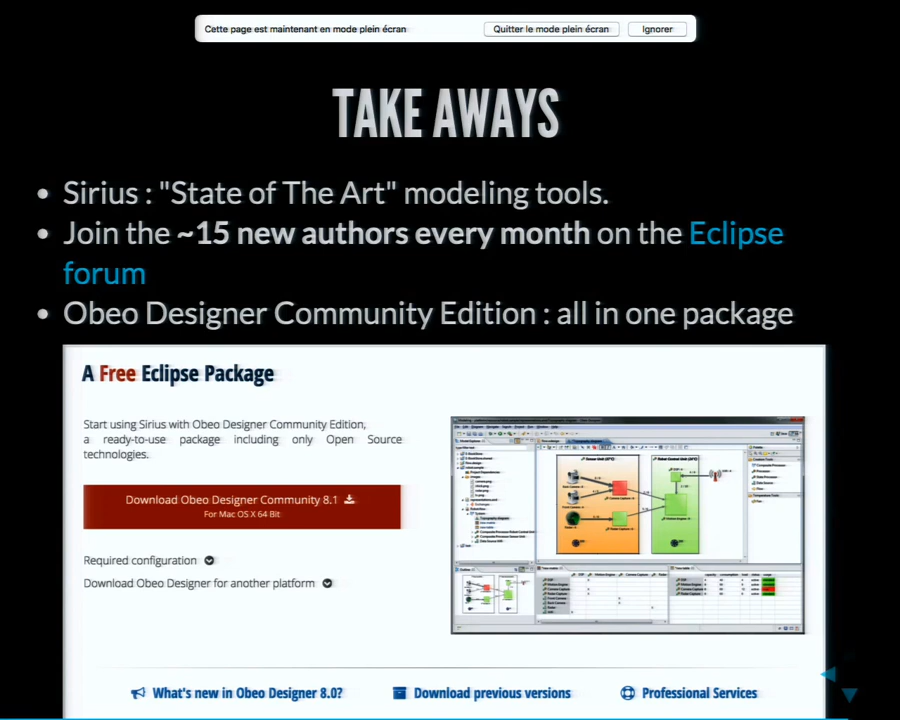 Cette page est maintenant en mode plein écran
Quitter le mode plein écran
Ignorer
TAKE AWAYS
Sirius : "State of The Art" modeling tools.
Join the ~15 new authors every month on the Eclipse
forum
Obeo Designer Community Edition : all in one package
A Free Eclipse Package
Start using Sirius with Obeo Designer Community Edition,
a ready-to-use package including only Open Source
technologies.
Download Obeo Designer Community 8.1
For Mac OS X 64 Bit
Required configuration
Download Obeo Designer for another platform
What's new in Obeo Designer 8.0?
Download previous versions
Professional Services